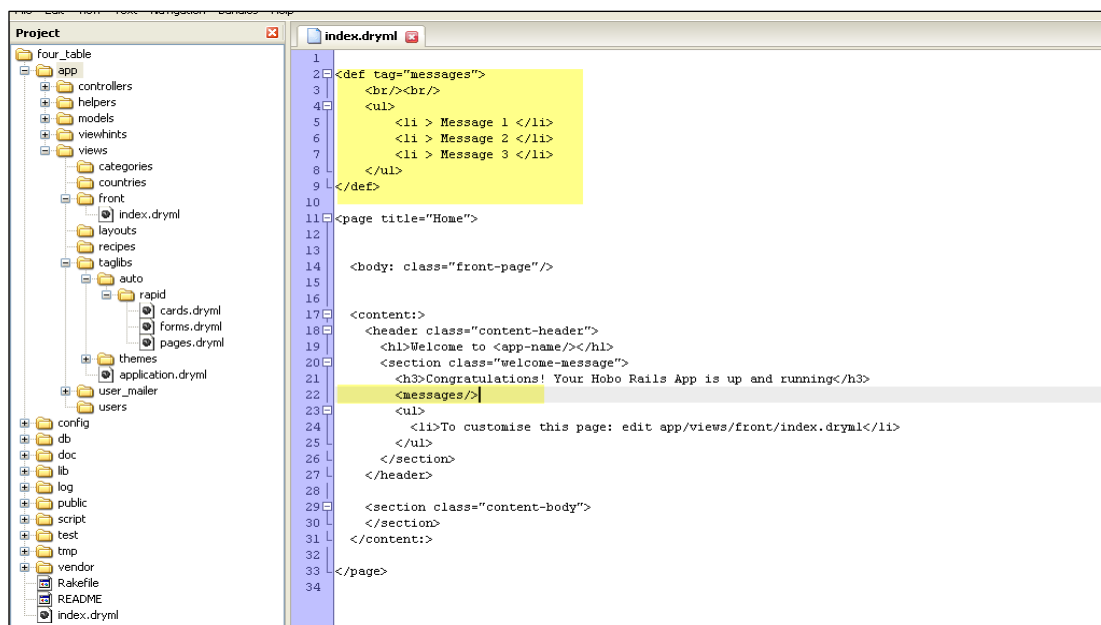 File Edit View Text Navigation Bundles Help
Project
four_table
app
controllers
helpers
models
viewhints
views
categories
countries
front
index.dryml
layouts
recipes
taglibs
auto
rapid
cards.dryml
forms.dryml
pages.dryml
themes
application.dryml
user_mailer
users
config
db
doc
lib
log
public
script
test
tmp
vendor
Rakefile
README
index.dryml
index.dryml
1
2 <def tag="messages">
3 <br/><br/>
4 <ul>
5 <li > Message 1 </li>
6 <li > Message 2 </li>
7 <li > Message 3 </li>
8 </ul>
9 </def>
10
11 <page title="Home">
12
13
14 <body: class="front-page"/>
15
16
17 <content:>
18 <header class="content-header">
19 <h1>Welcome to <app-name/></h1>
20 <section class="welcome-message">
21 <h3>Congratulations! Your Hobo Rails App is up and running</h3>
22 <messages/>
23 <ul>
24 <li>To customise this page: edit app/views/front/index.dryml</li>
25 </ul>
26 </section>
27 </header>
28
29 <section class="content-body">
30 </section>
31 </content:>
32
33 </page>
34